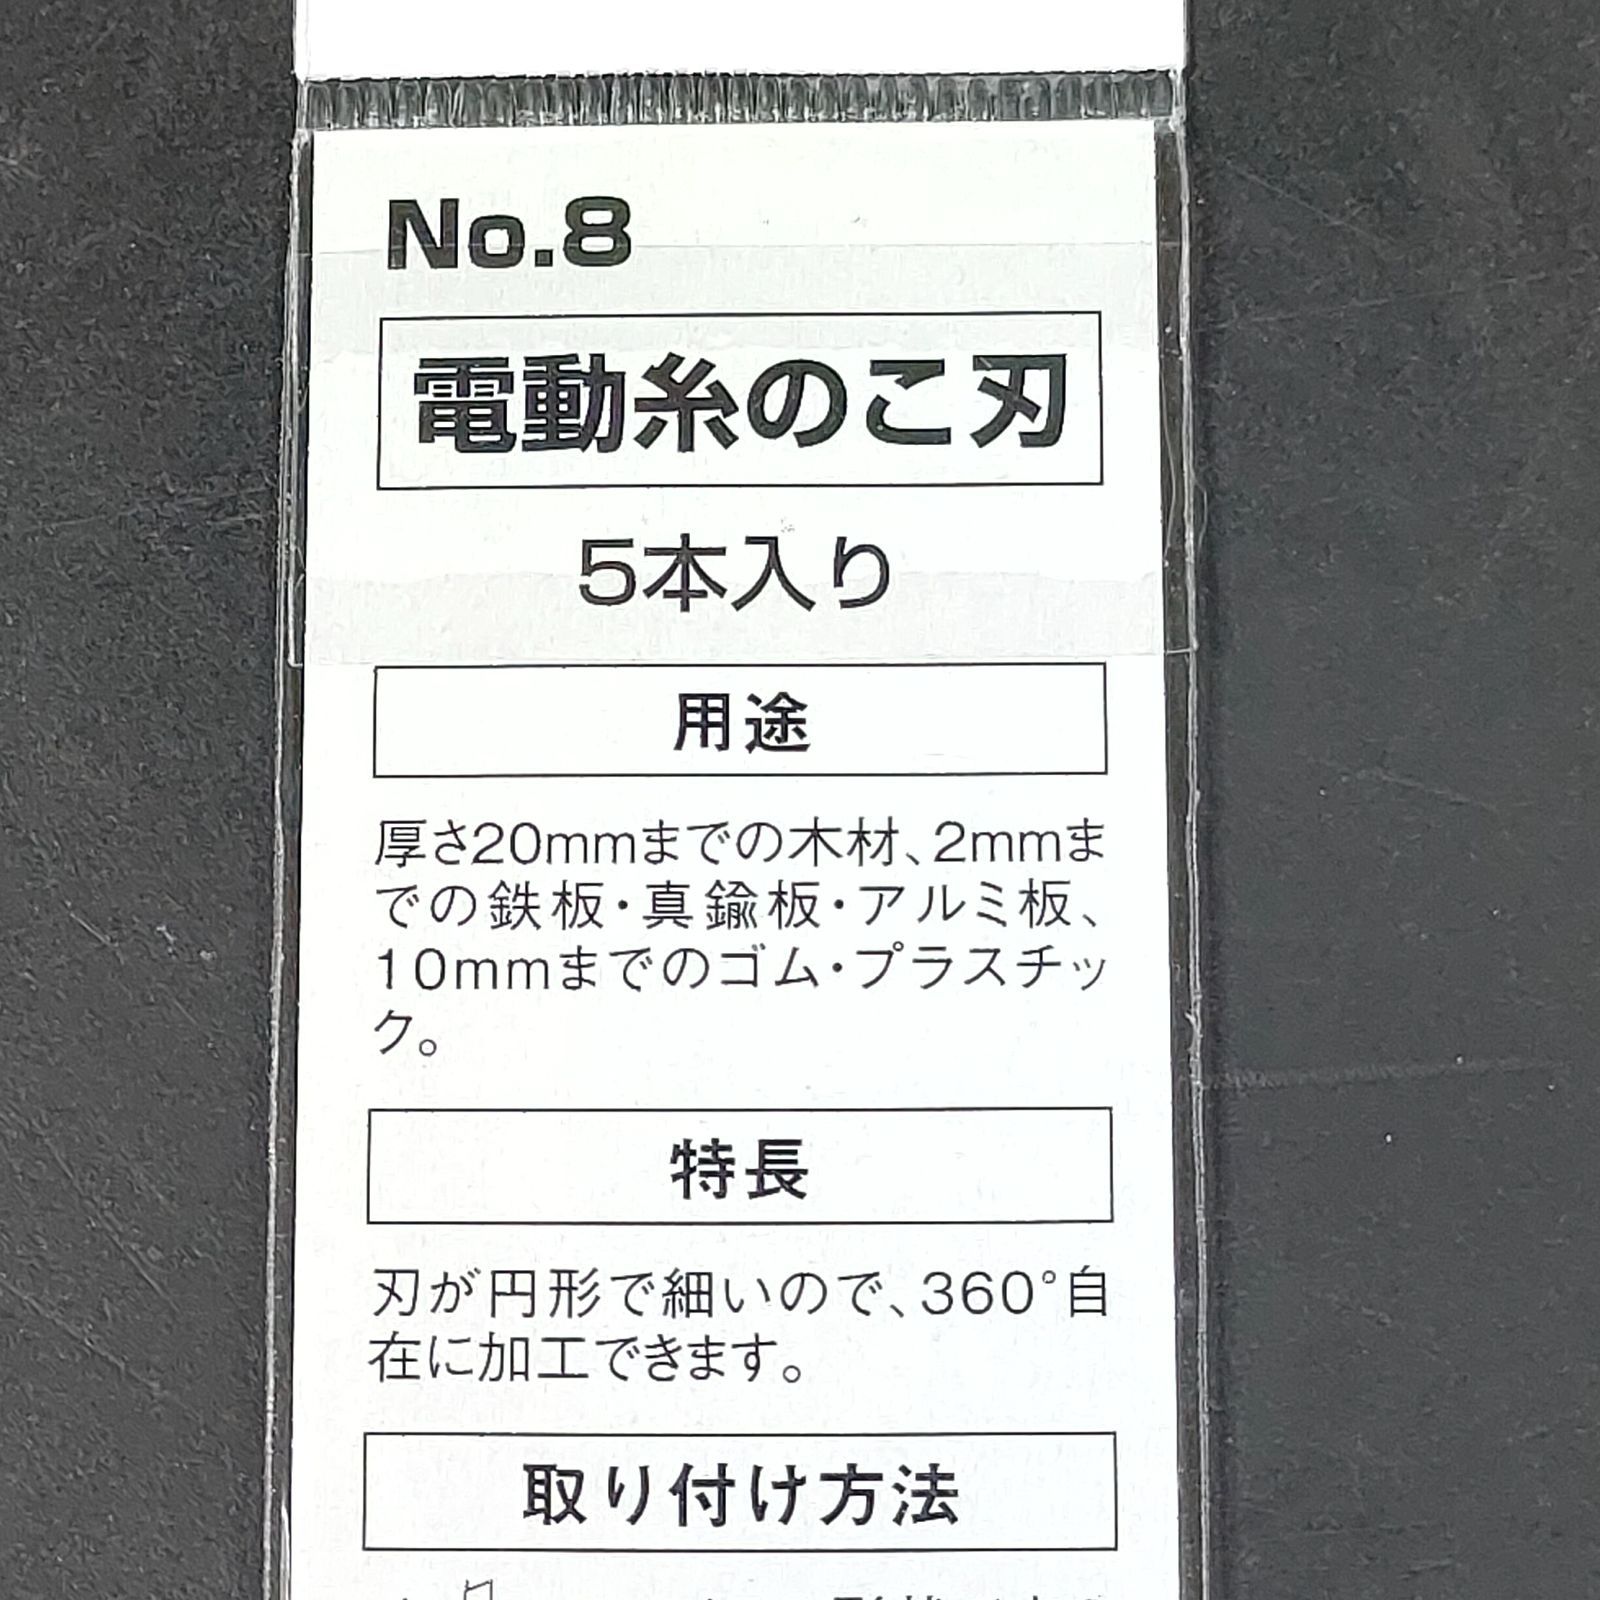 No.8
電動糸のこ刃
5本入り
用途
厚さ20mmまでの木材、2mmま
での鉄板・真鍮板・アルミ板、
10mmまでのゴム・プラスチッ
ク。
特長
刃が円形で細いので、360°自
在に加工できます。
取り付け方法